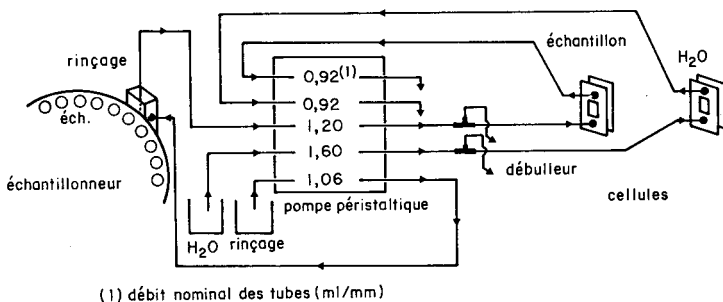 rinçage
éch.
échantillonneur
0,92(1)
0,92
1,20
1,60
1,06
pompe péristaltique
H2O
rinçage
échantillon
H2O
débulleur
cellules
(1) débit nominal des tubes (ml/mm)